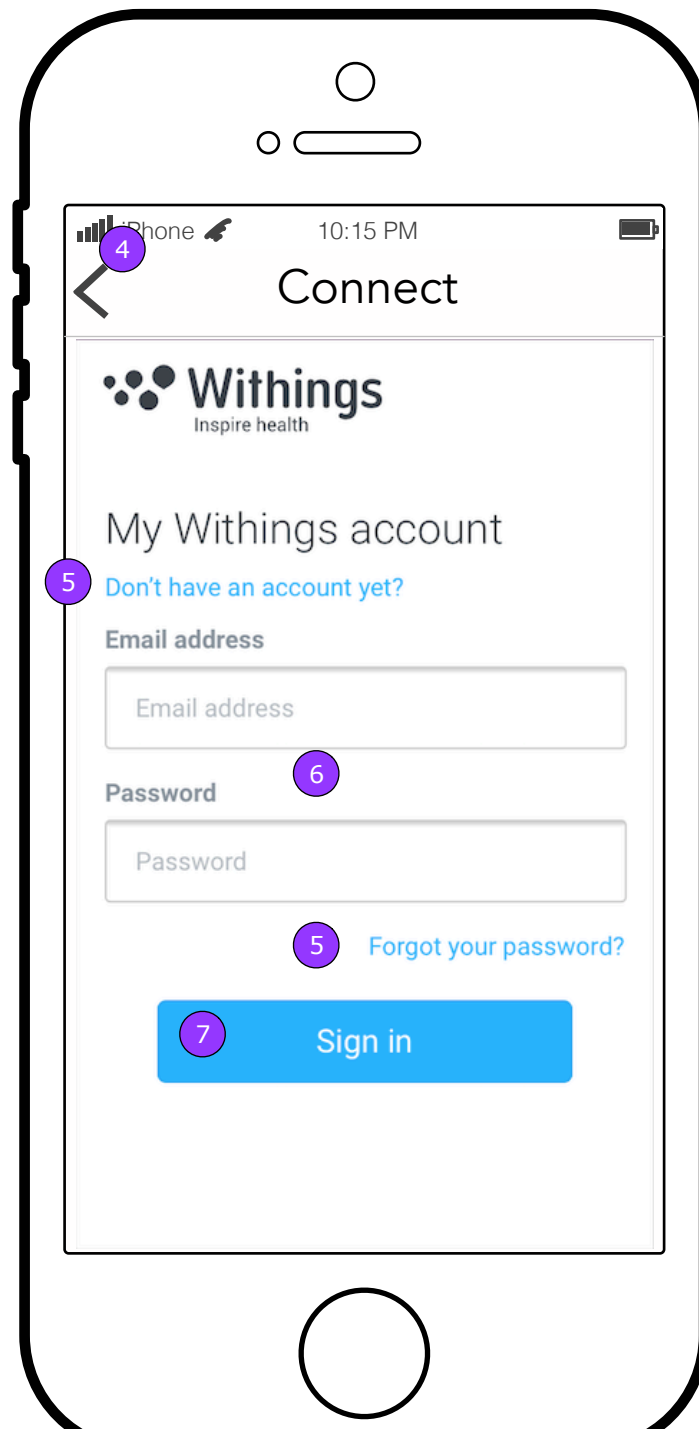 iPhone 10:15 PM
4
Connect
Withings
Inspire health
My Withings account
5 Don't have an account yet?
Email address
Email address
6
Password
Password
5 Forgot your password?
7 Sign in